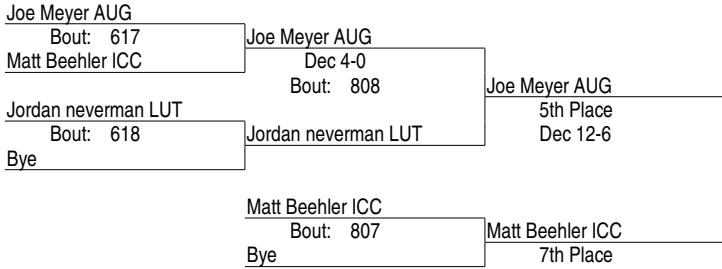 Joe Meyer AUG
Bout: 617
Matt Beehler ICC
Joe Meyer AUG
Dec 4-0
Bout: 808
Joe Meyer AUG
5th Place
Dec 12-6
Jordan neverman LUT
Bout: 618
Bye
Jordan neverman LUT
Matt Beehler ICC
Bout: 807
Bye
Matt Beehler ICC
7th Place